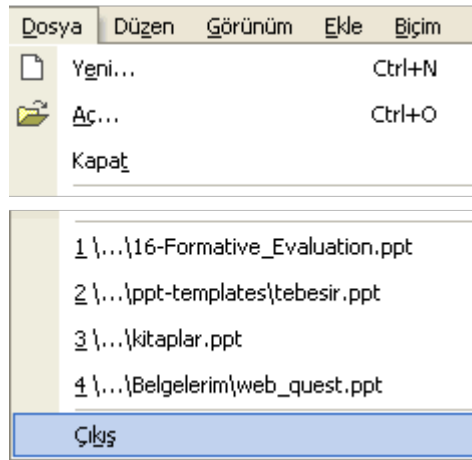 Dosya Düzen Görünüm Ekle Biçim
Yeni... Ctrl+N
Aç... Ctrl+O
Kapat
1 \...\16-Formative_Evaluation.ppt
2 \...\ppt-templates\tebesir.ppt
3 \...\kitaplar.ppt
4 \...\Belgelerim\web_quest.ppt
Çıkış